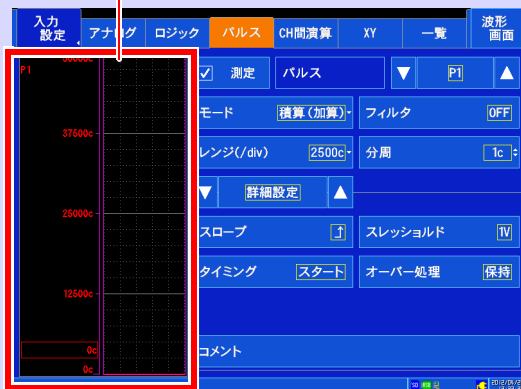 入力設定 アナログ ロジック パルス CH間演算 XY 一覧 波形画面
P1
✓ 測定 パルス ▼ P1 ▲
37500c
モード 積算(加算) フィルタ OFF
レンジ(/div) 2500c 分周 1c
▼ 詳細設定 ▲
25000c
スロープ スレッショルド 1V
タイミング スタート オーバー処理 保持
12500c
0c
コメント
0c